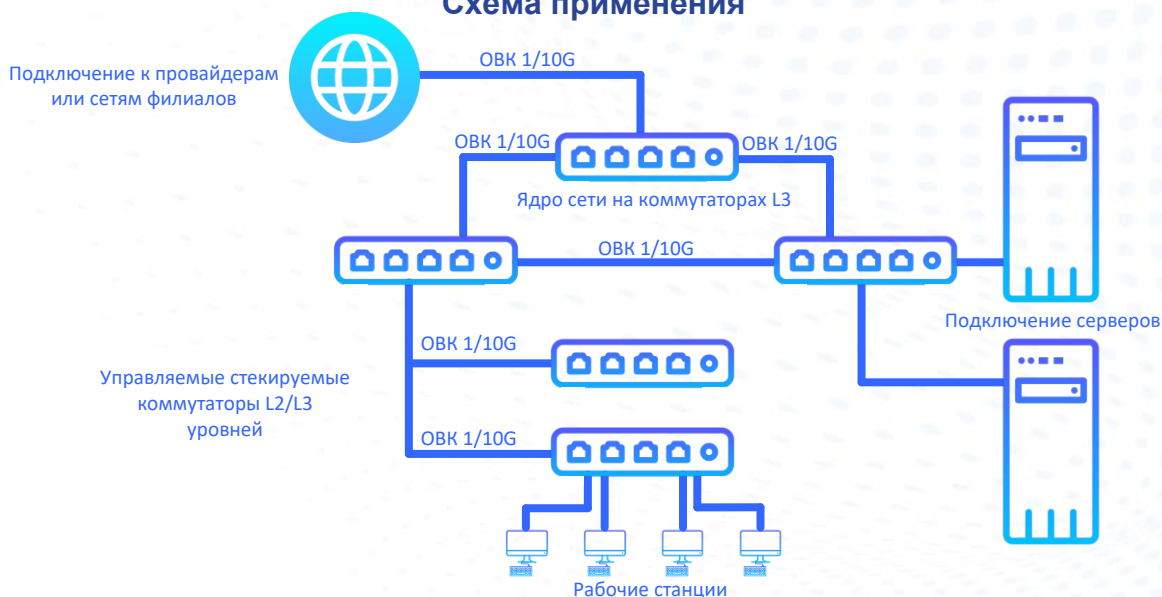 Схема применения
ОВК 1/10G
Подключение к провайдерам
или сетям филиалов
ОВК 1/10G
ОВК 1/10G
Ядро сети на коммутаторах L3
ОВК 1/10G
Подключение серверов
ОВК 1/10G
Управляемые стекируемые
коммутаторы L2/L3
уровней
ОВК 1/10G
Рабочие станции